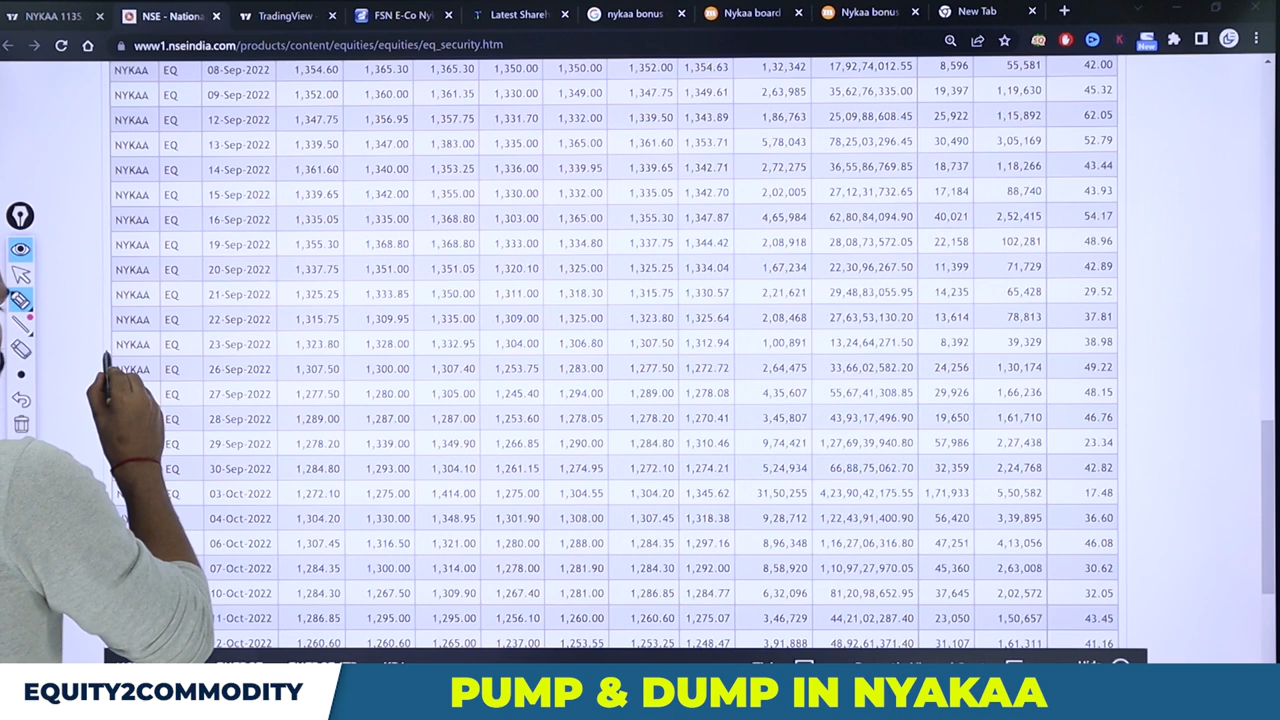 NYKAA 1135
NSE - Nationa
TradingView -
FSN E-Co Ny
Latest Shareh
nykaa bonus
Nykaa board
Nykaa bonus
New Tab
www1.nseindia.com/products/content/equities/equities/eq_security.htm
New
NYKAA EQ 08-Sep-2022 1,354.60 1,365.30 1,365.30 1,350.00 1,350.00 1,352.00 1,354.63 1,32,342 17,92,74,012.55 8,596 55,581 42.00
NYKAA EQ 09-Sep-2022 1,352.00 1,360.00 1,361.35 1,330.00 1,349.00 1,347.75 1,349.61 2,63,985 35,62,76,335.00 19,397 1,19,630 45.32
NYKAA EQ 12-Sep-2022 1,347.75 1,356.95 1,357.75 1,331.70 1,332.00 1,339.50 1,343.89 1,86,763 25,09,88,608.45 25,922 1,15,892 62.05
NYKAA EQ 13-Sep-2022 1,339.50 1,347.00 1,383.00 1,335.00 1,365.00 1,361.60 1,353.71 5,78,043 78,25,03,296.45 30,490 3,05,169 52.79
NYKAA EQ 14-Sep-2022 1,361.60 1,340.00 1,353.25 1,336.00 1,339.95 1,339.65 1,342.71 2,72,275 36,55,86,769.85 18,737 1,18,266 43.44
NYKAA EQ 15-Sep-2022 1,339.65 1,342.00 1,355.00 1,330.00 1,332.00 1,335.05 1,342.70 2,02,005 27,12,31,732.65 17,184 88,740 43.93
NYKAA EQ 16-Sep-2022 1,335.05 1,335.00 1,368.80 1,303.00 1,365.00 1,355.30 1,347.87 4,65,984 62,80,84,094.90 40,021 2,52,415 54.17
NYKAA EQ 19-Sep-2022 1,355.30 1,368.80 1,368.80 1,333.00 1,334.80 1,337.75 1,344.42 2,08,918 28,08,73,572.05 22,158 102,281 48.96
NYKAA EQ 20-Sep-2022 1,337.75 1,351.00 1,351.05 1,320.10 1,325.00 1,325.25 1,334.04 1,67,234 22,30,96,267.50 11,399 71,729 42.89
NYKAA EQ 21-Sep-2022 1,325.25 1,333.85 1,350.00 1,311.00 1,318.30 1,315.75 1,330.57 2,21,621 29,48,83,055.95 14,235 65,428 29.52
NYKAA EQ 22-Sep-2022 1,315.75 1,309.95 1,335.00 1,309.00 1,325.00 1,323.80 1,325.64 2,08,468 27,63,53,130.20 13,614 78,813 37.81
NYKAA EQ 23-Sep-2022 1,323.80 1,328.00 1,332.95 1,304.00 1,306.80 1,307.50 1,312.94 1,00,891 13,24,64,271.50 8,392 39,329 38.98
NYKAA EQ 26-Sep-2022 1,307.50 1,300.00 1,307.40 1,253.75 1,283.00 1,277.50 1,272.72 2,64,475 33,66,02,582.20 24,256 1,30,174 49.22
EQ 27-Sep-2022 1,277.50 1,280.00 1,305.00 1,245.40 1,294.00 1,289.00 1,278.08 4,35,607 55,67,41,308.85 29,926 1,66,236 48.15
EQ 28-Sep-2022 1,289.00 1,287.00 1,287.00 1,253.60 1,278.05 1,278.20 1,270.41 3,45,807 43,93,17,496.90 19,650 1,61,710 46.76
EQ 29-Sep-2022 1,278.20 1,339.00 1,349.90 1,266.85 1,290.00 1,284.80 1,310.46 9,74,421 1,27,69,39,940.80 57,986 2,27,438 23.34
EQ 30-Sep-2022 1,284.80 1,293.00 1,304.10 1,261.15 1,274.95 1,272.10 1,274.21 5,24,934 66,88,75,062.70 32,359 2,24,768 42.82
EQ 03-Oct-2022 1,272.10 1,275.00 1,414.00 1,275.00 1,304.55 1,304.20 1,345.62 31,50,255 4,23,90,42,175.55 1,71,933 5,50,582 17.48
04-Oct-2022 1,304.20 1,330.00 1,348.95 1,301.90 1,308.00 1,307.45 1,318.38 9,28,712 1,22,43,91,400.90 56,420 3,39,895 36.60
06-Oct-2022 1,307.45 1,316.50 1,321.00 1,280.00 1,288.00 1,284.35 1,297.16 8,96,348 1,16,27,06,316.80 47,251 4,13,056 46.08
07-Oct-2022 1,284.35 1,300.00 1,314.00 1,278.00 1,281.90 1,284.30 1,292.00 8,58,920 1,10,97,27,970.05 45,360 2,63,008 30.62
10-Oct-2022 1,284.30 1,267.50 1,309.90 1,267.40 1,281.00 1,286.85 1,284.77 6,32,096 81,20,98,652.95 37,645 2,02,572 32.05
11-Oct-2022 1,286.85 1,295.00 1,295.00 1,256.10 1,260.00 1,260.60 1,275.07 3,46,729 44,21,02,287.40 23,050 1,50,657 43.45
2-Oct-2022 1,260.60 1,260.60 1,265.00 1,237.00 1,253.55 1,253.25 1,248.47 3,91,888 48,92,61,371.40 31,107 1,61,311 41.16
EQUITY2COMMODITY
PUMP & DUMP IN NYAKAA